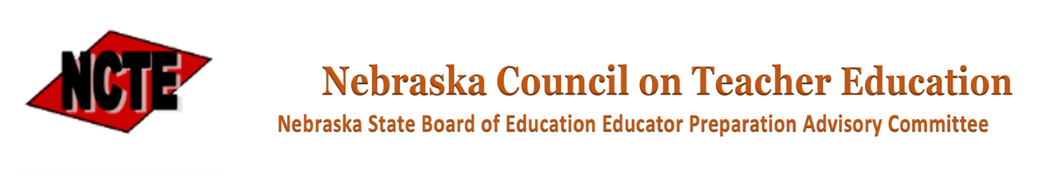 NCTE
Nebraska Council on Teacher Education
Nebraska State Board of Education Educator Preparation Advisory Committee